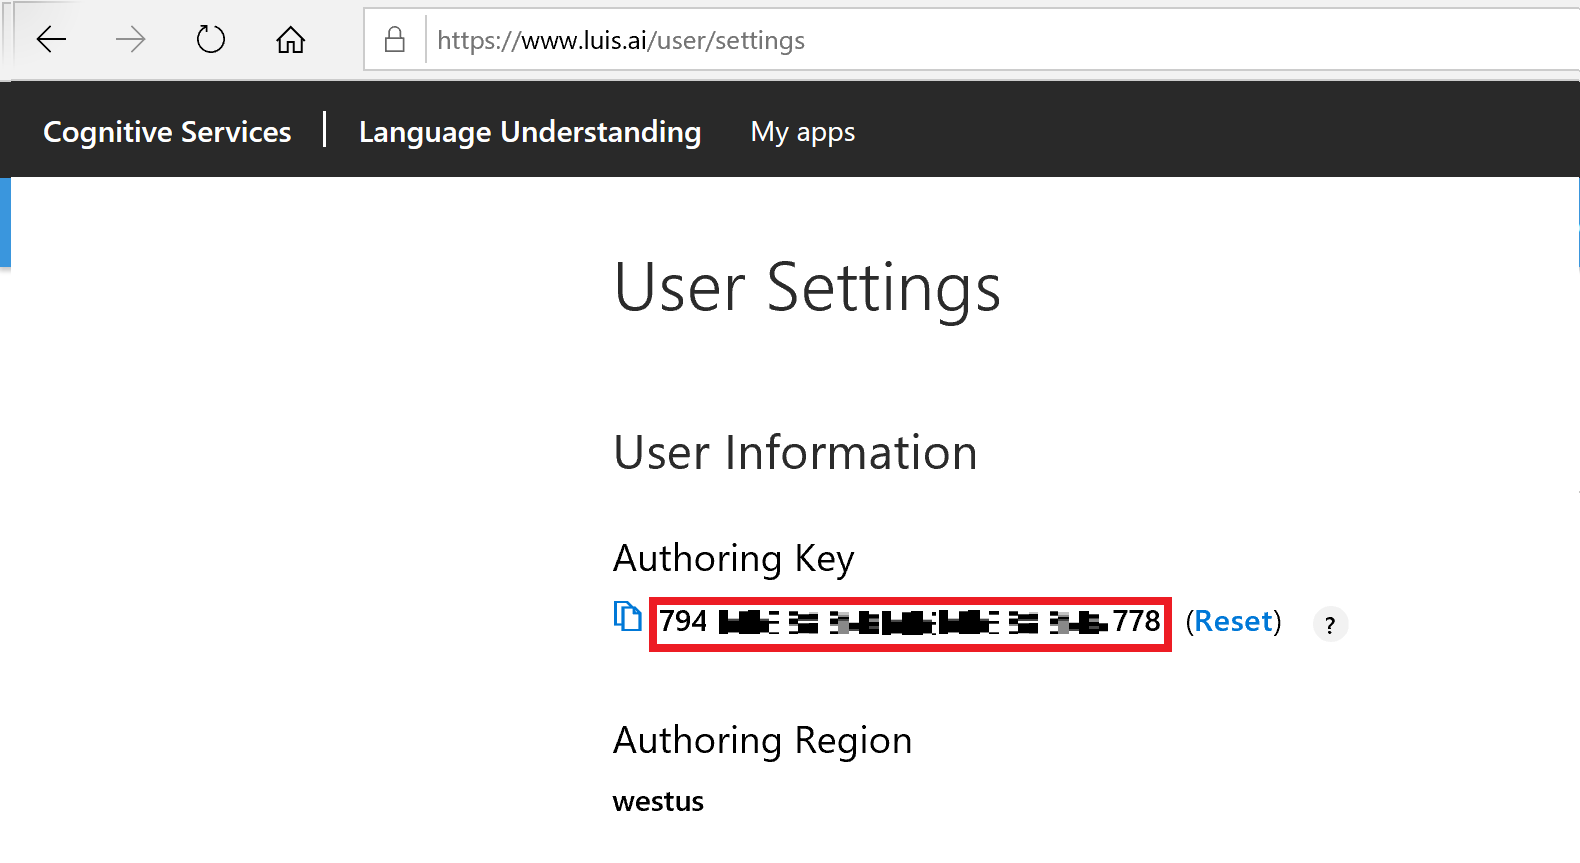 https://www.luis.ai/user/settings
Cognitive Services | Language Understanding My apps
User Settings
User Information
Authoring Key
794 778 (Reset) ?
Authoring Region
westus